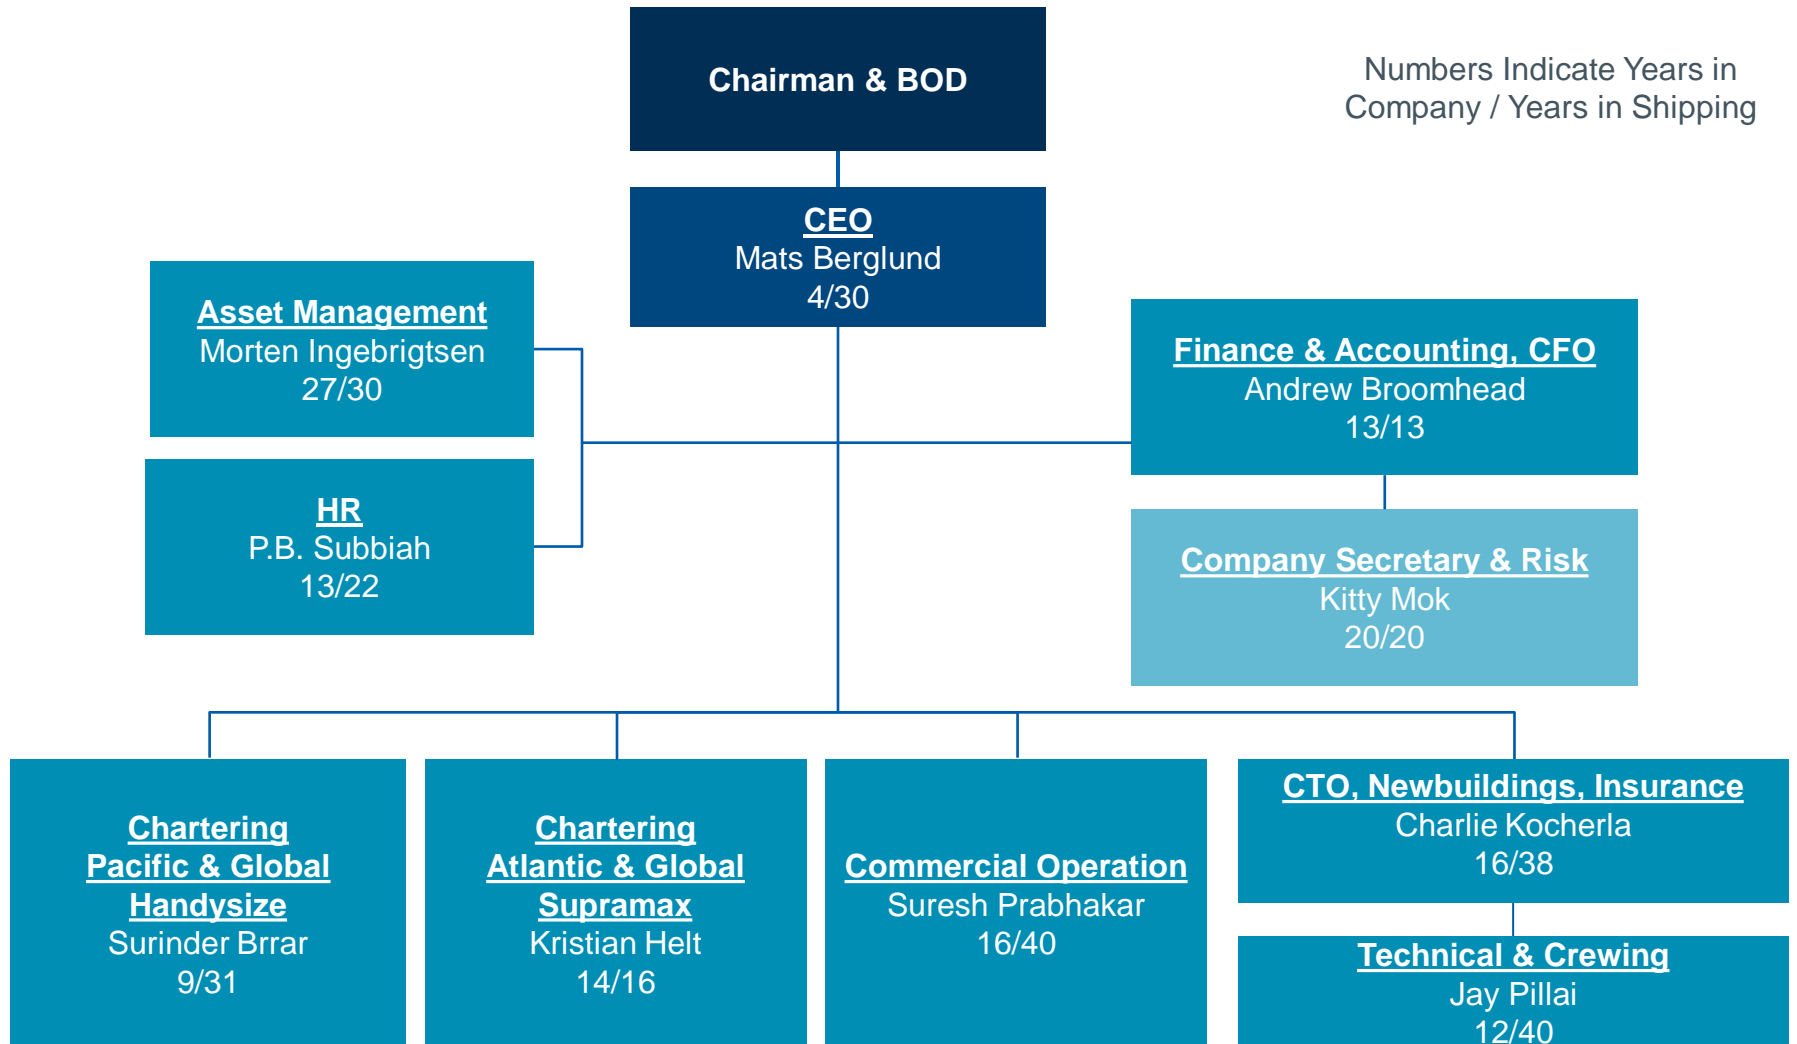 Chairman & BOD
Numbers Indicate Years in
Company / Years in Shipping
CEO
Mats Berglund
4/30
Asset Management
Morten Ingebrigtsen
27/30
Finance & Accounting, CFO
Andrew Broomhead
13/13
HR
P.B. Subbiah
13/22
Company Secretary & Risk
Kitty Mok
20/20
Chartering
Pacific & Global
Handysize
Surinder Brrar
9/31
Chartering
Atlantic & Global
Supramax
Kristian Helt
14/16
Commercial Operation
Suresh Prabhakar
16/40
CTO, Newbuildings, Insurance
Charlie Kocherla
16/38
Technical & Crewing
Jay Pillai
12/40